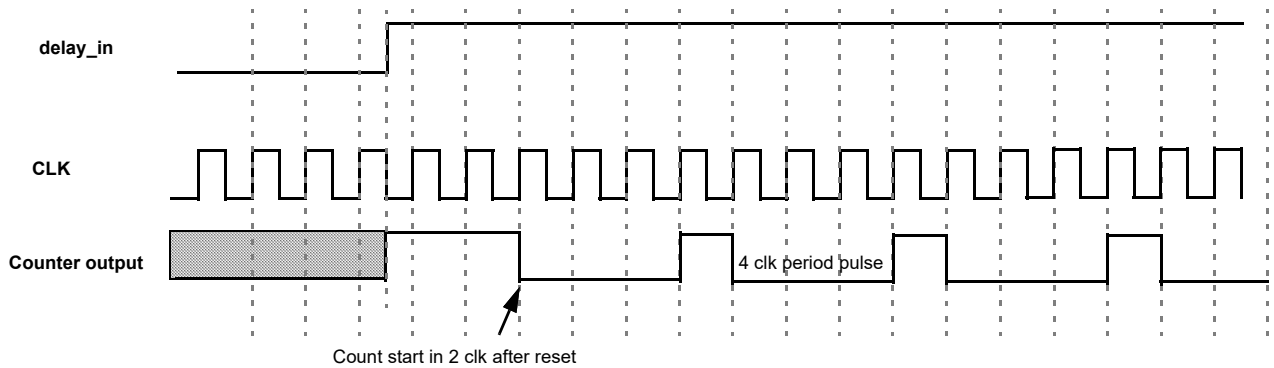 delay_in
CLK
Counter output
4 clk period pulse
Count start in 2 clk after reset